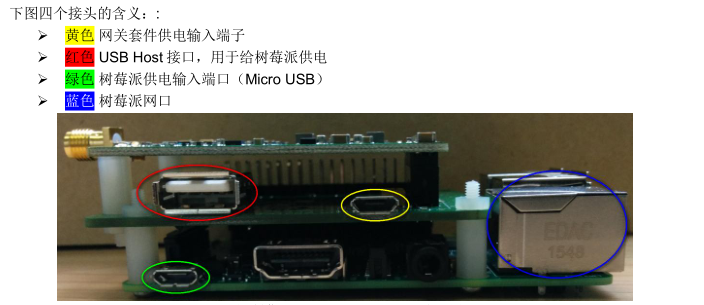 下图四个接头的含义：:
➢ 黄色 网关套件供电输入端子
➢ 红色 USB Host 接口，用于给树莓派供电
➢ 绿色 树莓派供电输入端口（Micro USB）
➢ 蓝色 树莓派网口
EDAC
1548